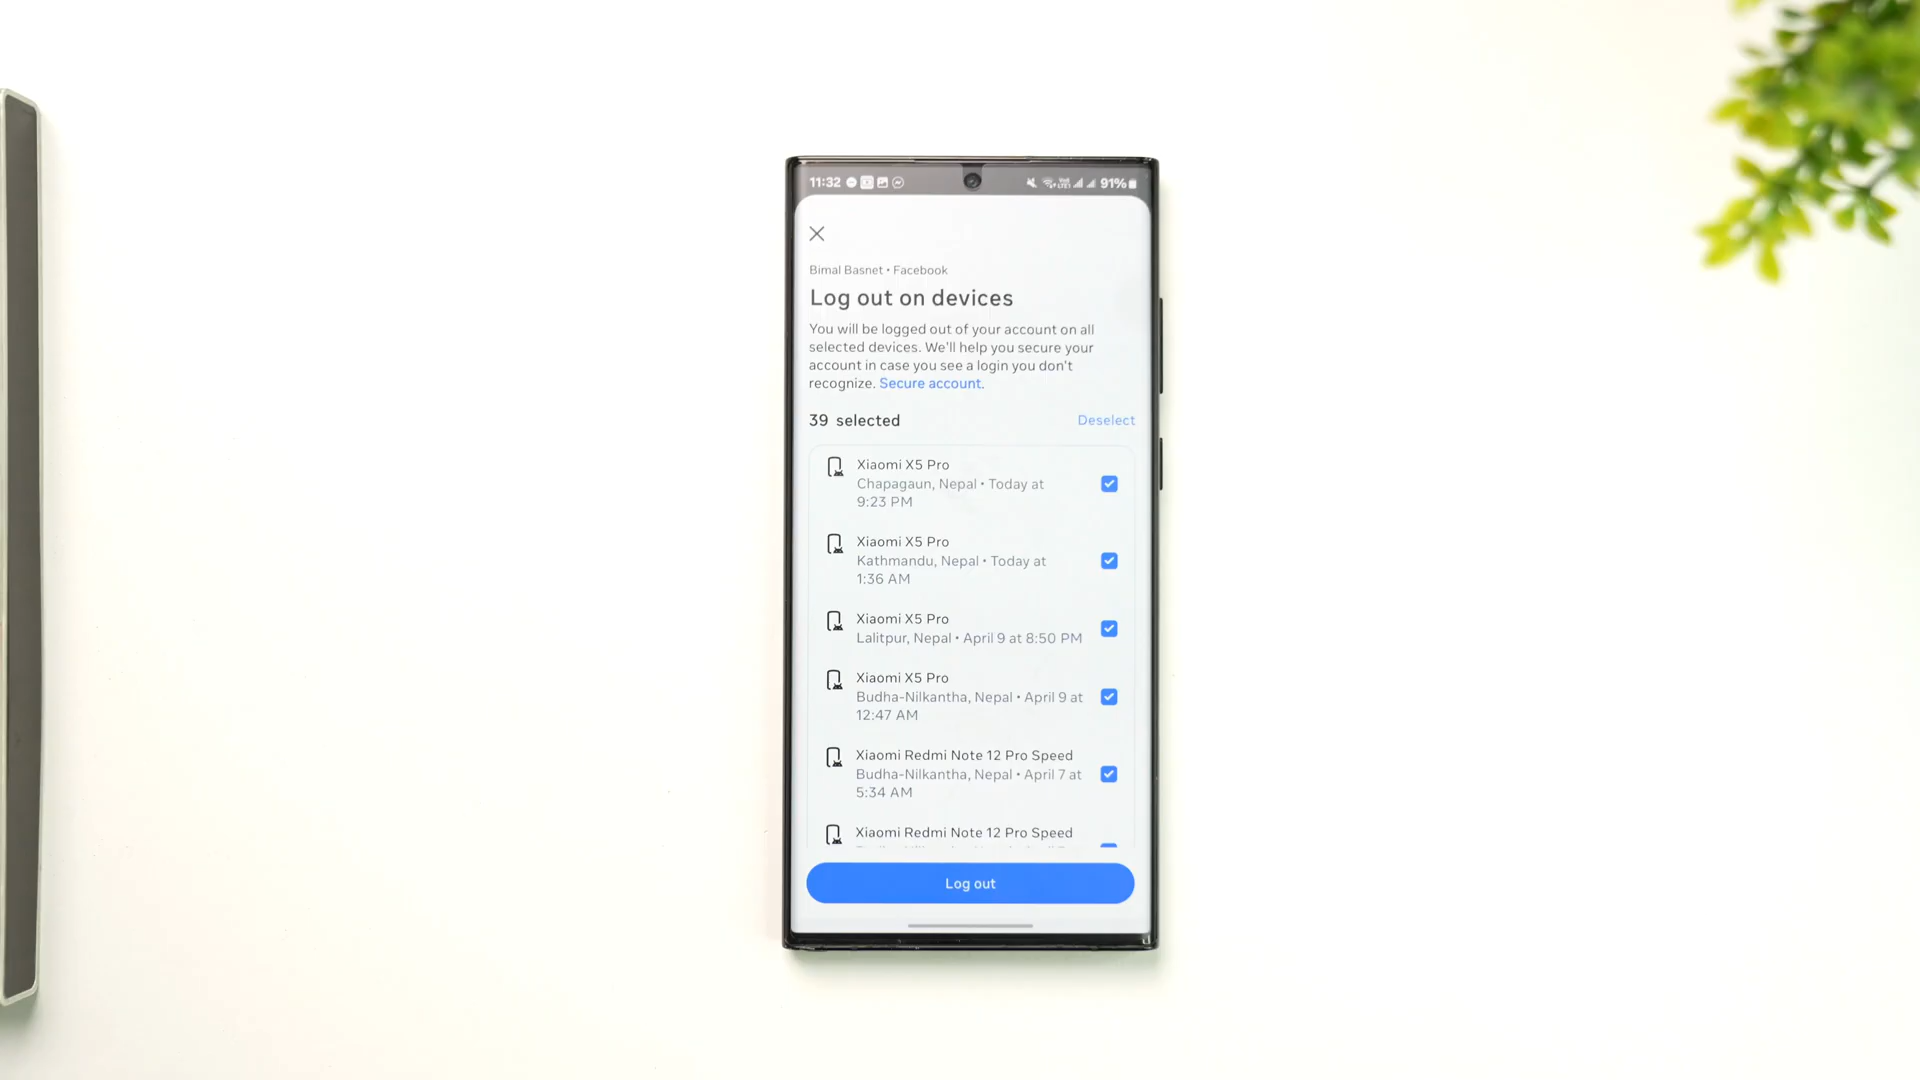 11:32 91%
Bimal Basnet • Facebook
Log out on devices
You will be logged out of your account on all
selected devices. We'll help you secure your
account in case you see a login you don't
recognize. Secure account.
39 selected Deselect
Xiaomi X5 Pro
Chapagaun, Nepal • Today at
9:23 PM
Xiaomi X5 Pro
Kathmandu, Nepal • Today at
1:36 AM
Xiaomi X5 Pro
Lalitpur, Nepal • April 9 at 8:50 PM
Xiaomi X5 Pro
Budha-Nilkantha, Nepal • April 9 at
12:47 AM
Xiaomi Redmi Note 12 Pro Speed
Budha-Nilkantha, Nepal • April 7 at
5:34 AM
Xiaomi Redmi Note 12 Pro Speed
Log out